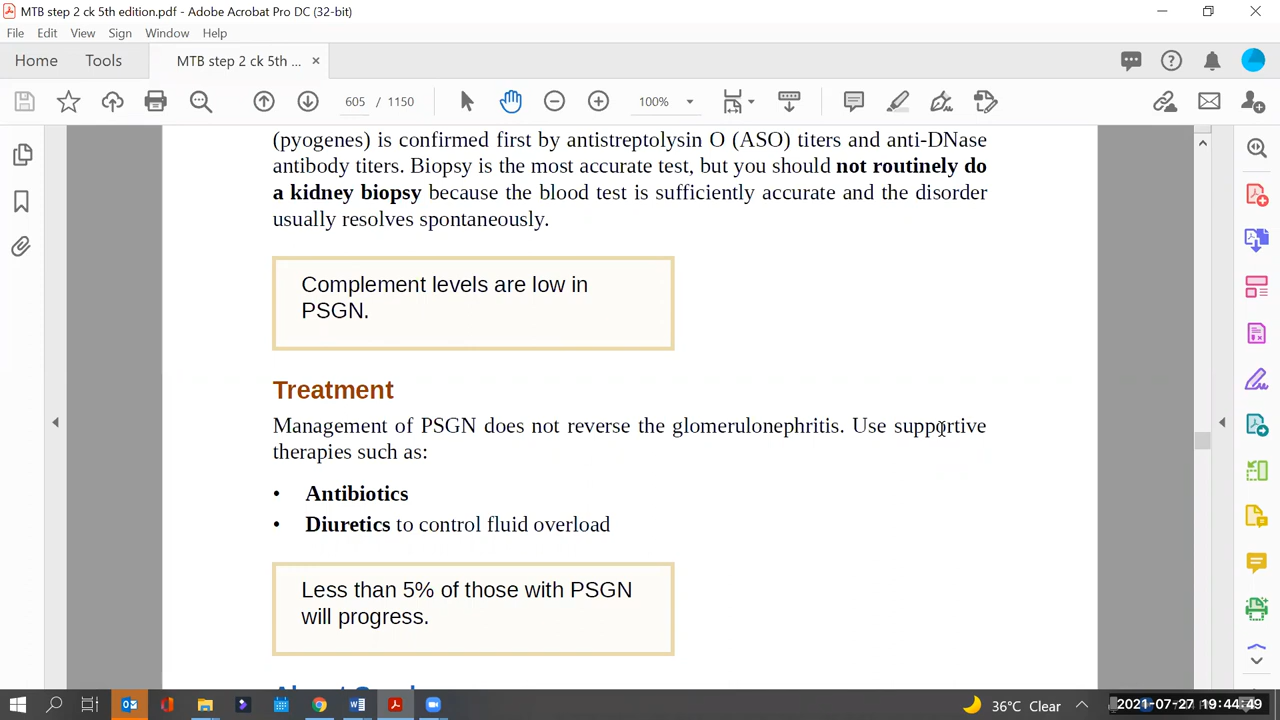 MTB step 2 ck 5th edition.pdf - Adobe Acrobat Pro DC (32-bit)
File Edit View Sign Window Help
Home Tools MTB step 2 ck 5th ... ×
605 / 1150 100%
(pyogenes) is confirmed first by antistreptolysin O (ASO) titers and anti-DNase
antibody titers. Biopsy is the most accurate test, but you should not routinely do
a kidney biopsy because the blood test is sufficiently accurate and the disorder
usually resolves spontaneously.
Complement levels are low in
PSGN.
Treatment
Management of PSGN does not reverse the glomerulonephritis. Use supportive
therapies such as:
• Antibiotics
• Diuretics to control fluid overload
Less than 5% of those with PSGN
will progress.
36°C Clear
2021-07-27 19:44:49